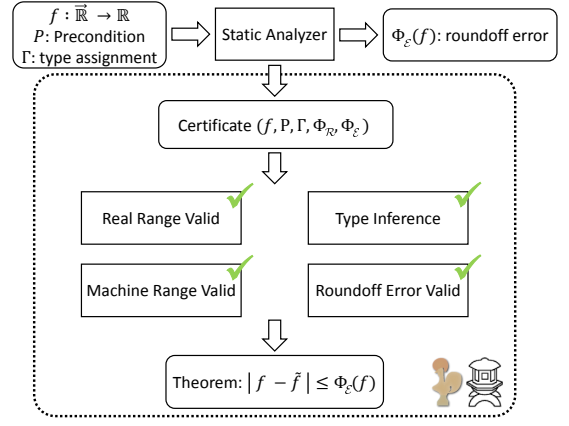 f : ℝ⃗ → ℝ
P: Precondition
Γ: type assignment
Static Analyzer
Φ_ℰ(f): roundoff error
Certificate (f, P, Γ, Φ_ℛ, Φ_ℰ)
Real Range Valid
Type Inference
Machine Range Valid
Roundoff Error Valid
Theorem: | f − f̃ | ≤ Φ_ℰ(f)